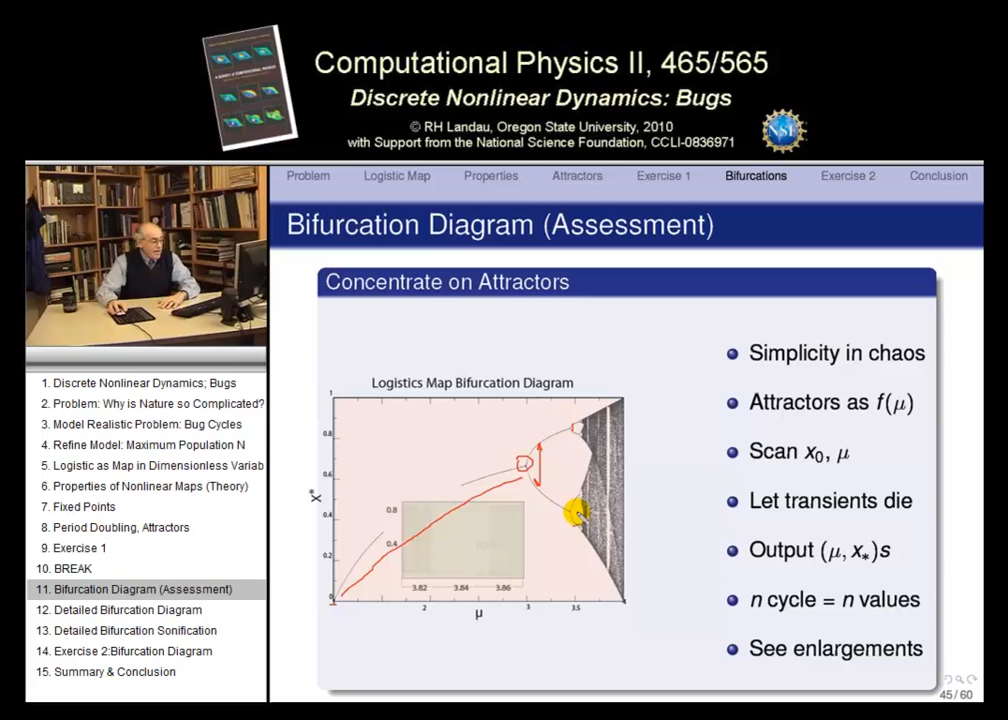 Computational Physics II, 465/565
Discrete Nonlinear Dynamics: Bugs
© RH Landau, Oregon State University, 2010
with Support from the National Science Foundation, CCLI-0836971
NSF
Problem Logistic Map Properties Attractors Exercise 1 Bifurcations Exercise 2 Conclusion
Bifurcation Diagram (Assessment)
Concentrate on Attractors
Simplicity in chaos
Attractors as f(μ)
Scan x₀, μ
Let transients die
Output (μ, x*)s
n cycle = n values
See enlargements
Logistics Map Bifurcation Diagram
1
0.8
0.6
X*
0.4
0.2
0
0.8
0.4
3.82 3.84 3.86
2 3 3.5 4
μ
45/60
1. Discrete Nonlinear Dynamics; Bugs
2. Problem: Why is Nature so Complicated?
3. Model Realistic Problem: Bug Cycles
4. Refine Model: Maximum Population N
5. Logistic as Map in Dimensionless Variab
6. Properties of Nonlinear Maps (Theory)
7. Fixed Points
8. Period Doubling, Attractors
9. Exercise 1
10. BREAK
11. Bifurcation Diagram (Assessment)
12. Detailed Bifurcation Diagram
13. Detailed Bifurcation Sonification
14. Exercise 2:Bifurcation Diagram
15. Summary & Conclusion